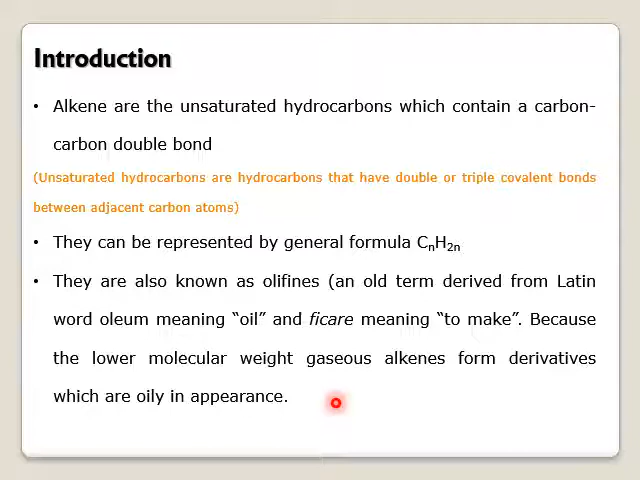 Introduction
• Alkene are the unsaturated hydrocarbons which contain a carbon-
carbon double bond
(Unsaturated hydrocarbons are hydrocarbons that have double or triple covalent bonds
between adjacent carbon atoms)
• They can be represented by general formula CₙH₂ₙ
• They are also known as olifines (an old term derived from Latin
word oleum meaning “oil” and ficare meaning “to make”. Because
the lower molecular weight gaseous alkenes form derivatives
which are oily in appearance.